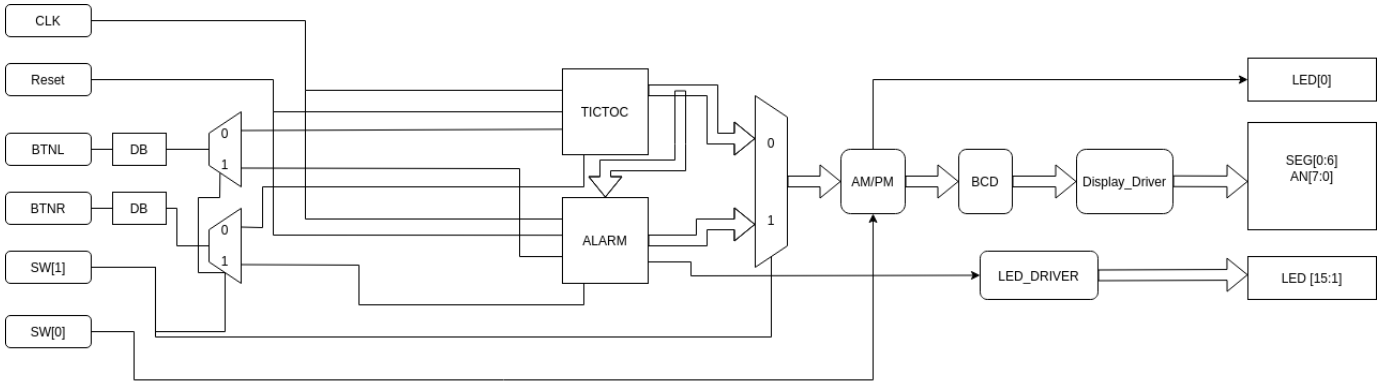 CLK
Reset
BTNL
DB
0
1
BTNR
DB
0
1
SW[1]
SW[0]
TICTOC
ALARM
0
1
AM/PM
BCD
Display_Driver
LED_DRIVER
LED[0]
SEG[0:6]
AN[7:0]
LED [15:1]